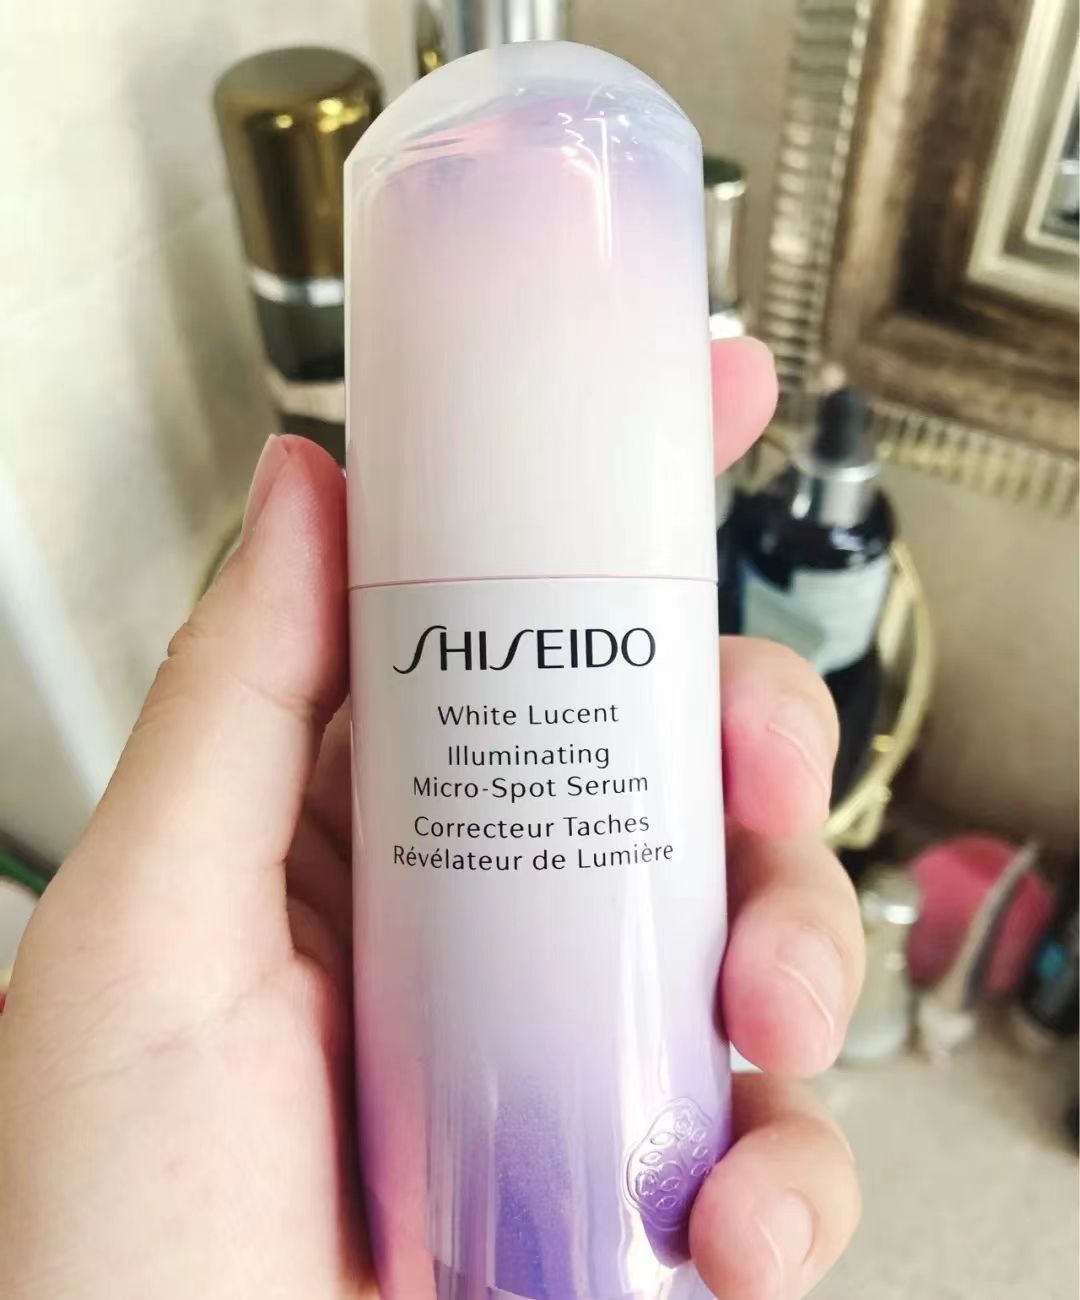 SHISEIDO
White Lucent
Illuminating
Micro-Spot Serum
Correcteur Taches
Révélateur de Lumière